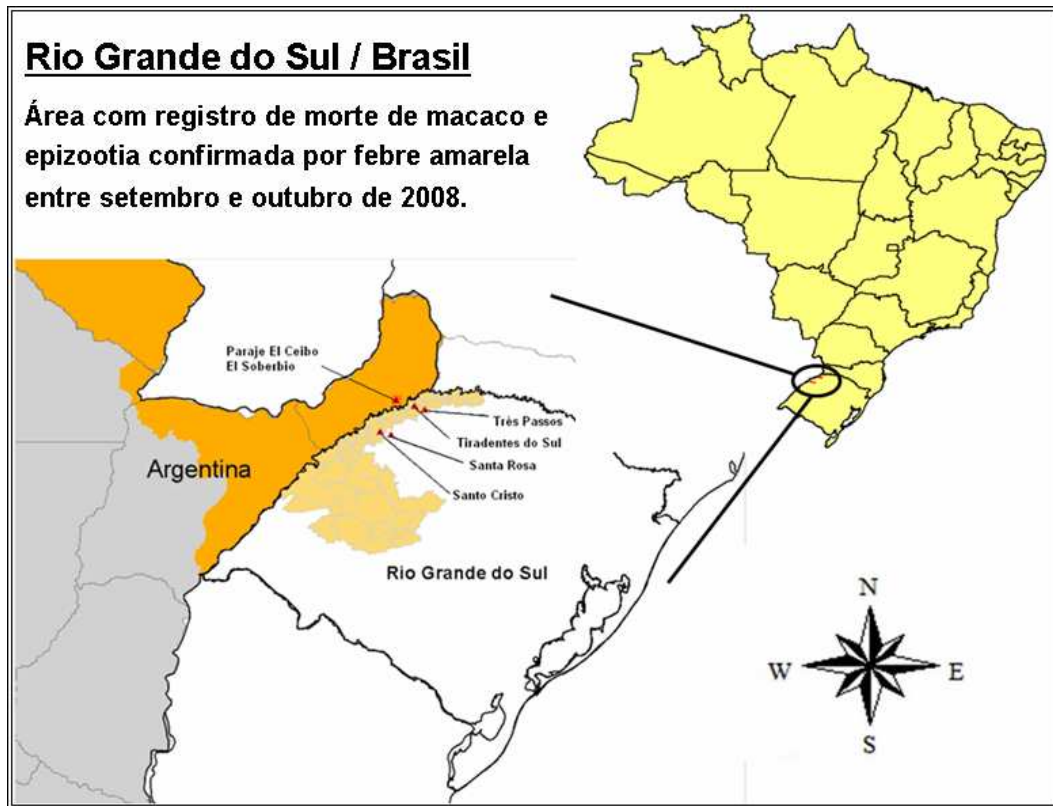 Rio Grande do Sul / Brasil
Área com registro de morte de macaco e
epizootia confirmada por febre amarela
entre setembro e outubro de 2008.
Paraje El Ceibo
El Soberbio
Três Passos
Tiradentes do Sul
Santa Rosa
Santo Cristo
Argentina
Rio Grande do Sul
N
W
E
S